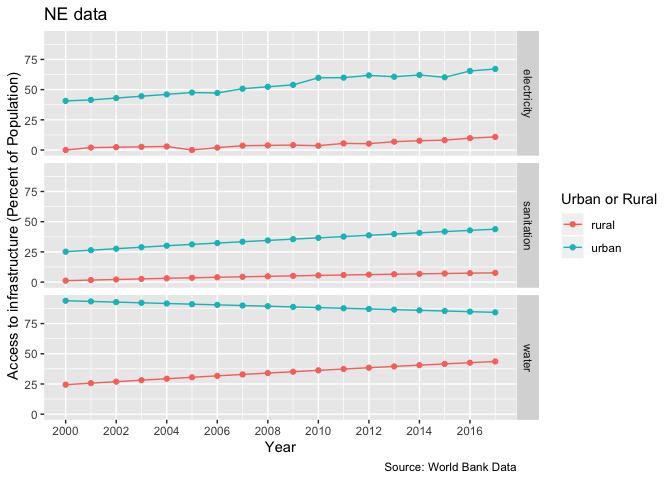 NE data
Access to infrastructure (Percent of Population)
75
50
25
0
electricity
75
50
25
0
sanitation
75
50
25
0
water
2000 2002 2004 2006 2008 2010 2012 2014 2016
Year
Urban or Rural
rural
urban
Source: World Bank Data